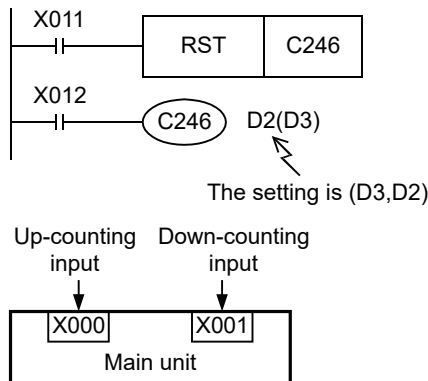 X011
RST C246
X012
C246 D2(D3)
The setting is (D3,D2)
Up-counting input
Down-counting input
X000 X001
Main unit